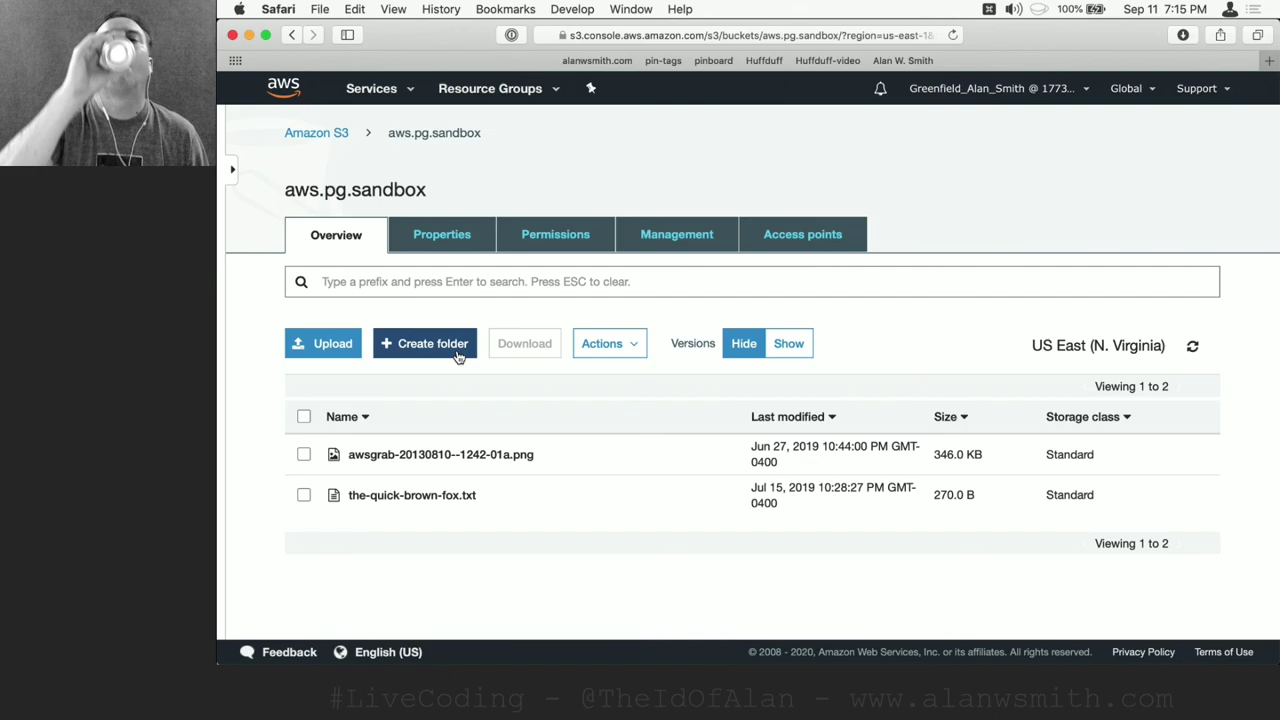 Safari File Edit View History Bookmarks Develop Window Help 100% Sep 11 7:15 PM
s3.console.aws.amazon.com/s3/buckets/aws.pg.sandbox/?region=us-east-1&
alanwsmith.com pin-tags pinboard Huffduff Huffduff-video Alan W. Smith
aws Services Resource Groups Greenfield_Alan_Smith @ 1773... Global Support
Amazon S3 > aws.pg.sandbox
aws.pg.sandbox
Overview Properties Permissions Management Access points
Type a prefix and press Enter to search. Press ESC to clear.
Upload + Create folder Download Actions Versions Hide Show US East (N. Virginia)
Viewing 1 to 2
Name Last modified Size Storage class
awsgrab-20130810--1242-01a.png Jun 27, 2019 10:44:00 PM GMT-0400 346.0 KB Standard
the-quick-brown-fox.txt Jul 15, 2019 10:28:27 PM GMT-0400 270.0 B Standard
Viewing 1 to 2
Feedback English (US) © 2008 - 2020, Amazon Web Services, Inc. or its affiliates. All rights reserved. Privacy Policy Terms of Use
#LiveCoding - @TheIdOfAlan - www.alanwsmith.com